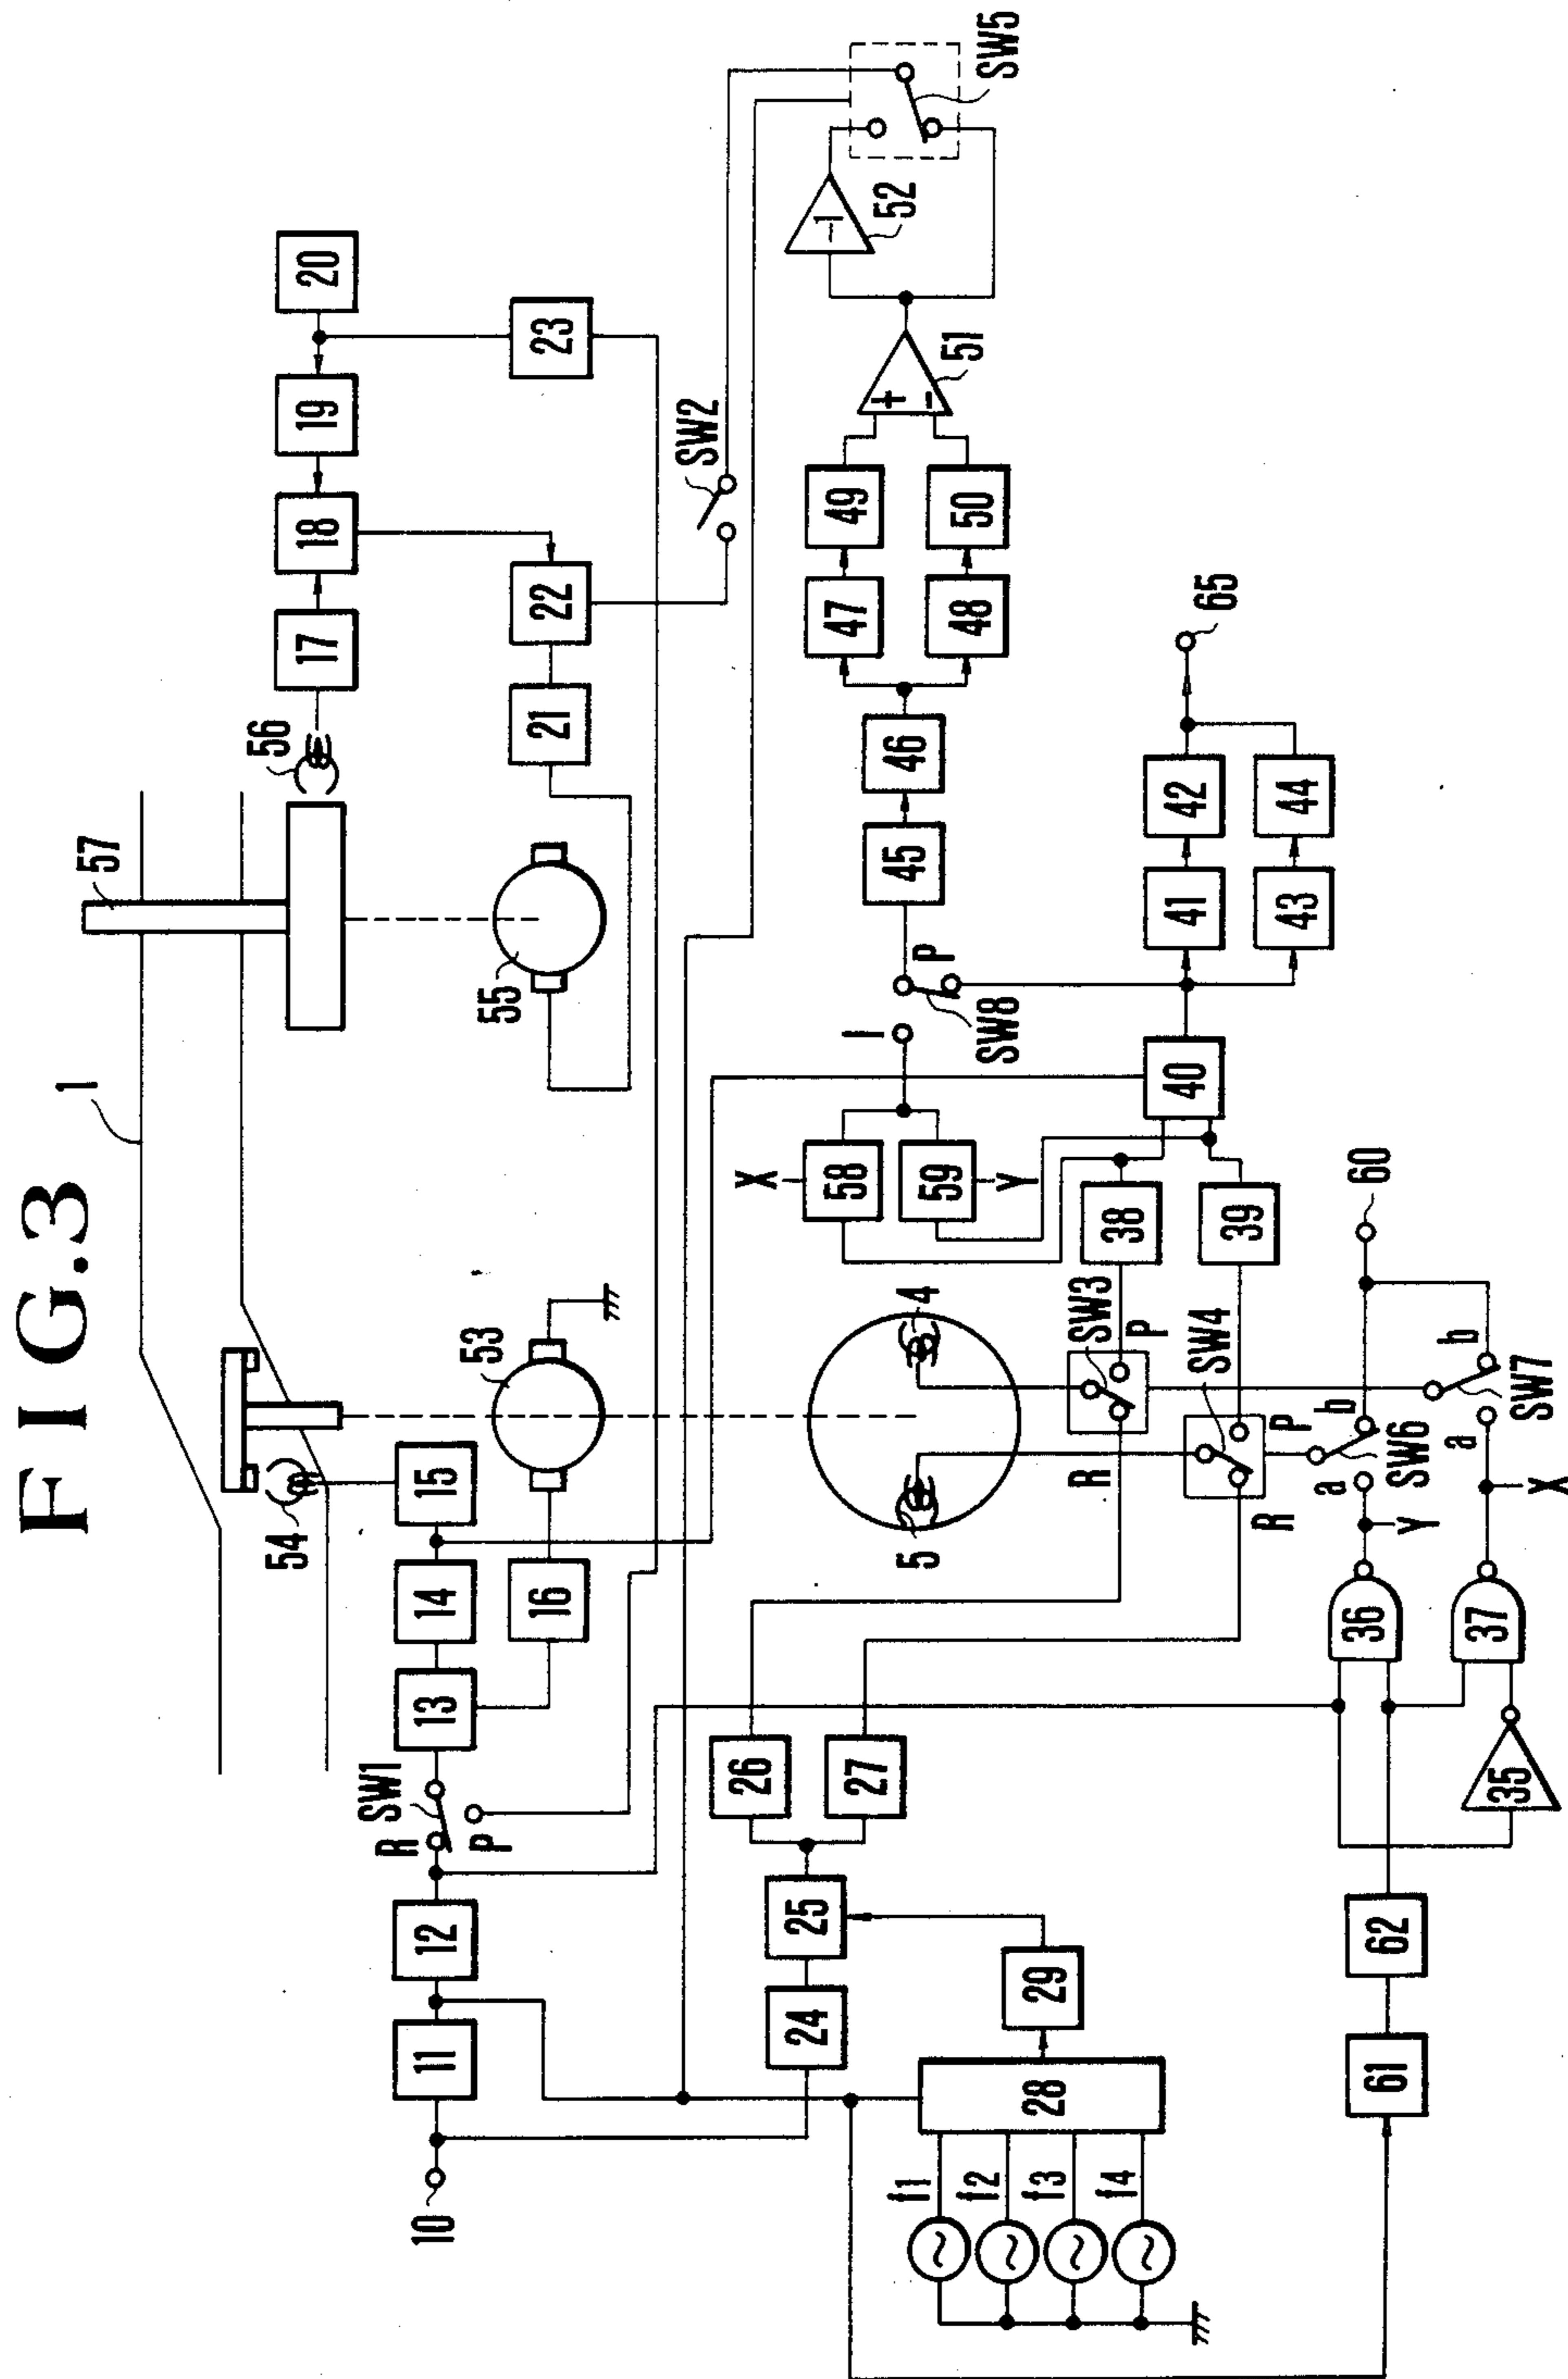 FIG.3
1
57
20
56
17
18
19
23
54
15
53
55
21
22
SW2
14
16
13
SW1
R
P
12
11
10
SW5
52
-1
51
+
-
49
50
47
48
46
45
P
I
SW8
65
42
44
41
43
40
X
58
59
Y
38
39
60
4
5
SW3
P
R
SW4
P
R
b
SW6
a
b
SW7
a
Y
X
36
37
35
26
27
25
24
29
28
f1
f2
f3
f4
62
61